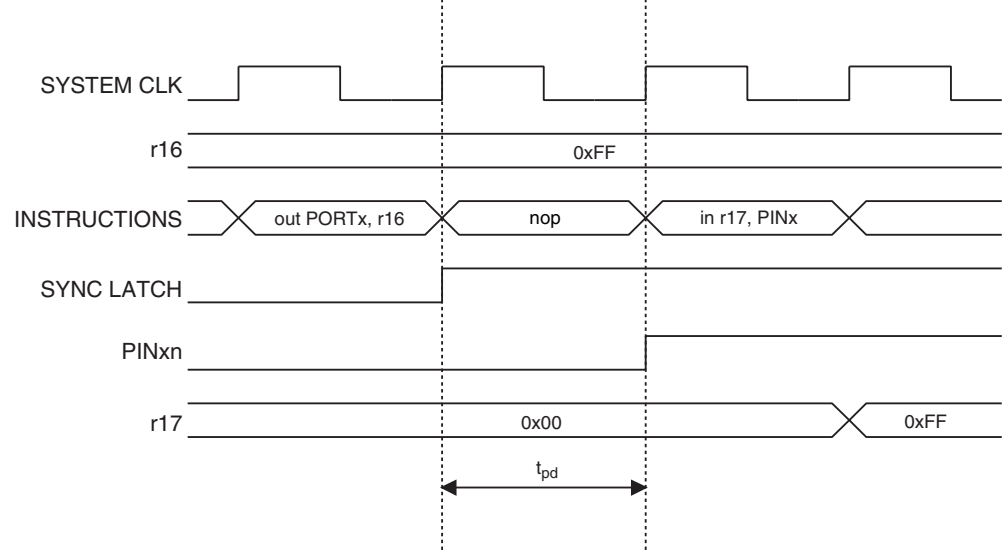 SYSTEM CLK
r16
0xFF
INSTRUCTIONS
out PORTx, r16
nop
in r17, PINx
SYNC LATCH
PINxn
r17
0x00
0xFF
tpd